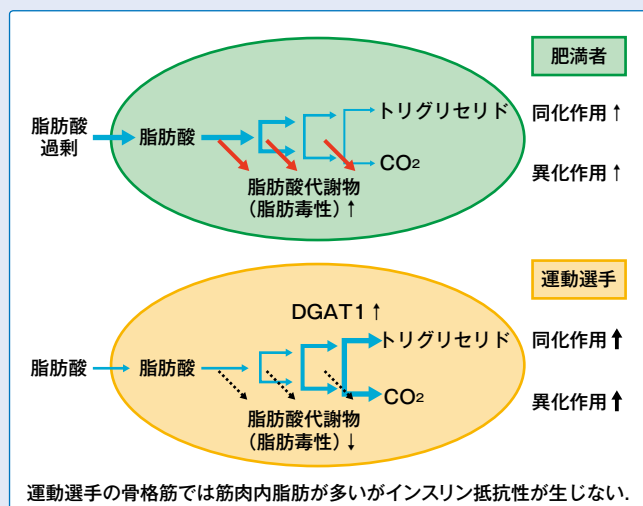 肥満者
脂肪酸
過剰
脂肪酸
トリグリセリド
CO2
脂肪酸代謝物
(脂肪毒性)↑
同化作用↑
異化作用↑
運動選手
DGAT1↑
脂肪酸
脂肪酸
トリグリセリド
CO2
脂肪酸代謝物
(脂肪毒性)↓
同化作用↑
異化作用↑
運動選手の骨格筋では筋肉内脂肪が多いがインスリン抵抗性が生じない.